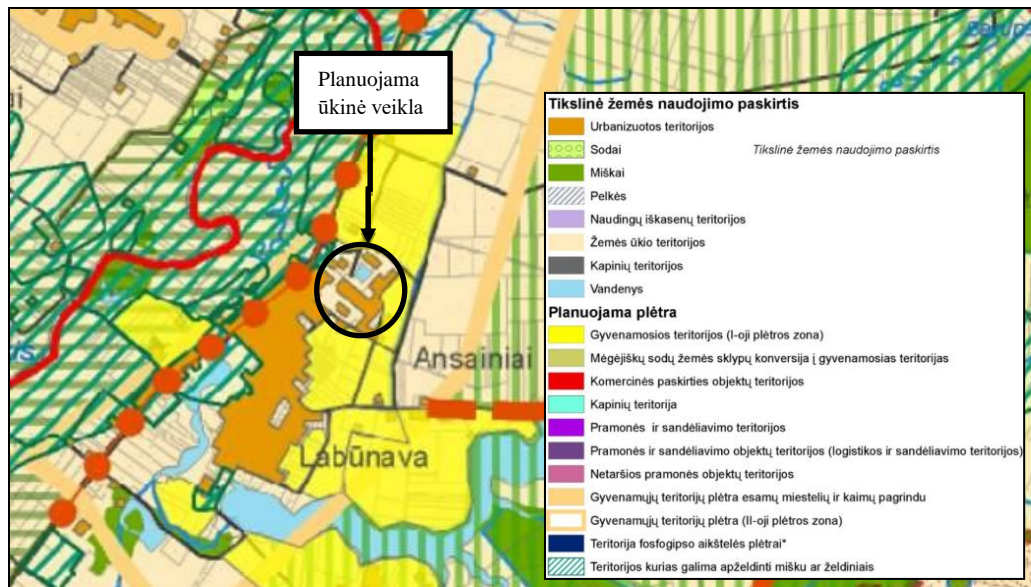 Planuojama
ūkinė veikla
Ansainiai
Labūnava
Tikslinė žemės naudojimo paskirtis
Urbanizuotos teritorijos
Sodai
Tikslinė žemės naudojimo paskirtis
Miškai
Pelkės
Naudingų iškasenų teritorijos
Žemės ūkio teritorijos
Kapinių teritorijos
Vandenys
Planuojama plėtra
Gyvenamosios teritorijos (I-oji plėtros zona)
Mėgėjiškų sodų žemės sklypų konversija į gyvenamosias teritorijas
Komercinės paskirties objektų teritorijos
Kapinių teritorija
Pramonės ir sandėliavimo teritorijos
Pramonės ir sandėliavimo objektų teritorijos (logistikos ir sandėliavimo teritorijos)
Netaršios pramonės objektų teritorijos
Gyvenamųjų teritorijų plėtra esamų miestelių ir kaimų pagrindu
Gyvenamųjų teritorijų plėtra (II-oji plėtros zona)
Teritorija fosfogipso aikštelės plėtrai*
Teritorijos kurias galima apželdinti mišku ar želdiniais